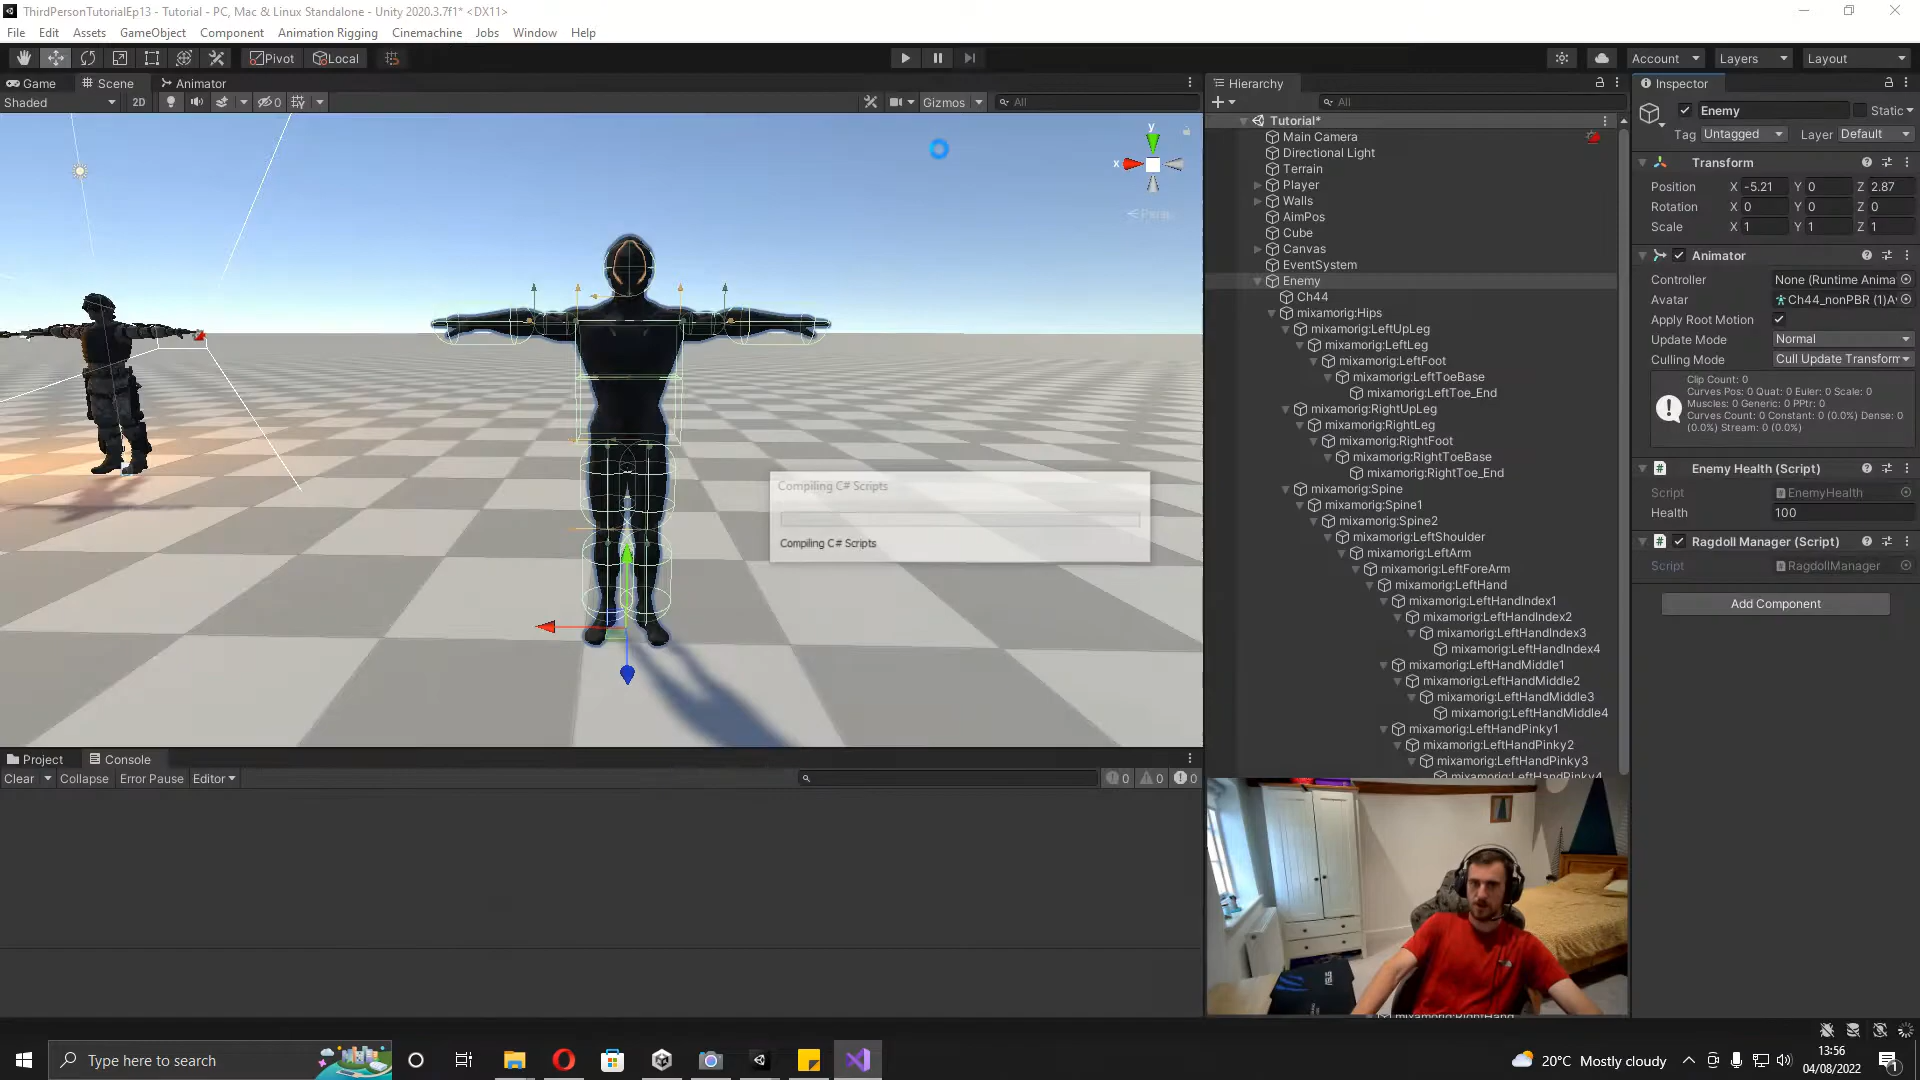 ThirdPersonTutorialEp13 - Tutorial - PC, Mac & Linux Standalone - Unity 2020.3.7f1* <DX11>
File Edit Assets GameObject Component Animation Rigging Cinemachine Jobs Window Help
Pivot Local Account Layers Layout
Game Scene Animator
Shaded 2D 0 Gizmos All
y
x
Persp
Hierarchy
All
Tutorial*
Main Camera
Directional Light
Terrain
Player
Walls
AimPos
Cube
Canvas
EventSystem
Enemy
Ch44
mixamorig:Hips
mixamorig:LeftUpLeg
mixamorig:LeftLeg
mixamorig:LeftFoot
mixamorig:LeftToeBase
mixamorig:LeftToe_End
mixamorig:RightUpLeg
mixamorig:RightLeg
mixamorig:RightFoot
mixamorig:RightToeBase
mixamorig:RightToe_End
mixamorig:Spine
mixamorig:Spine1
mixamorig:Spine2
mixamorig:LeftShoulder
mixamorig:LeftArm
mixamorig:LeftForeArm
mixamorig:LeftHand
mixamorig:LeftHandIndex1
mixamorig:LeftHandIndex2
mixamorig:LeftHandIndex3
mixamorig:LeftHandIndex4
mixamorig:LeftHandMiddle1
mixamorig:LeftHandMiddle2
mixamorig:LeftHandMiddle3
mixamorig:LeftHandMiddle4
mixamorig:LeftHandPinky1
mixamorig:LeftHandPinky2
mixamorig:LeftHandPinky3
mixamorig:LeftHandPinky4
mixamorig:RightHand
Inspector
Enemy Static
Tag Untagged Layer Default
Transform
Position X -5.21 Y 0 Z 2.87
Rotation X 0 Y 0 Z 0
Scale X 1 Y 1 Z 1
Animator
Controller None (Runtime Anima
Avatar Ch44_nonPBR (1)A
Apply Root Motion
Update Mode Normal
Culling Mode Cull Update Transform
Clip Count: 0
Curves Pos: 0 Quat: 0 Euler: 0 Scale: 0
Muscles: 0 Generic: 0 PPtr: 0
Curves Count: 0 Constant: 0 (0.0%) Dense: 0
(0.0%) Stream: 0 (0.0%)
Enemy Health (Script)
Script EnemyHealth
Health 100
Ragdoll Manager (Script)
Script RagdollManager
Add Component
Compiling C# Scripts
Compiling C# Scripts
Project Console
Clear Collapse Error Pause Editor 0 0 0
ASUS
Type here to search
20°C Mostly cloudy
13:56
04/08/2022
1